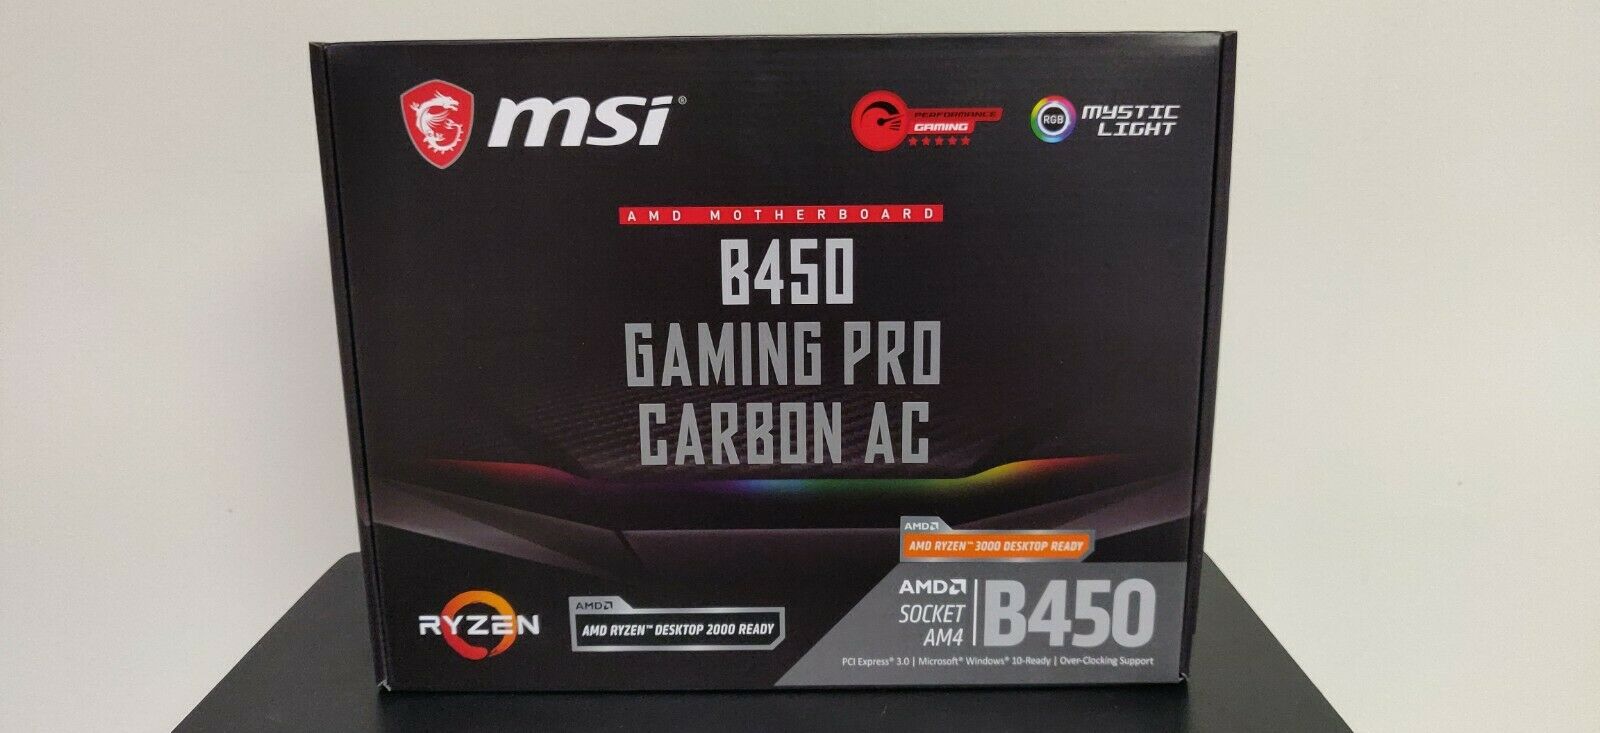 msi®
PERFORMANCE
GAMING
RGB
MYSTIC
LIGHT
AMD MOTHERBOARD
B450
GAMING PRO
CARBON AC
AMD
AMD RYZEN™ 3000 DESKTOP READY
RYZEN
AMD
AMD RYZEN™ DESKTOP 2000 READY
AMD
SOCKET
AM4
B450
PCI Express® 3.0 | Microsoft® Windows® 10-Ready | Over-Clocking Support